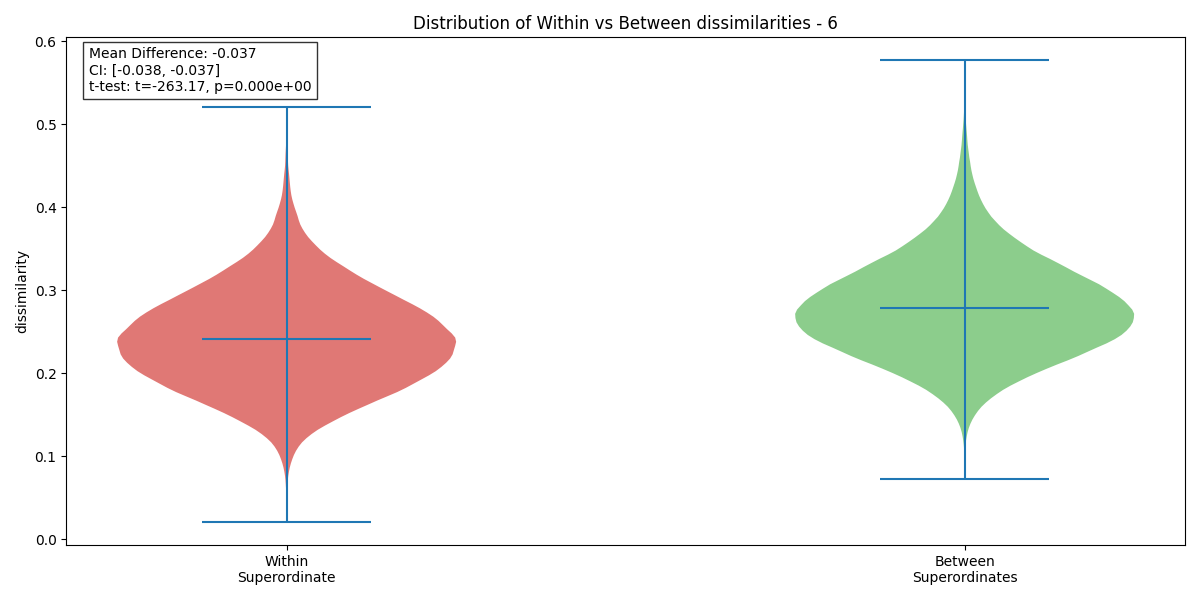 Distribution of Within vs Between dissimilarities - 6
Mean Difference: -0.037
CI: [-0.038, -0.037]
t-test: t=-263.17, p=0.000e+00
dissimilarity
0.6
0.5
0.4
0.3
0.2
0.1
0.0
Within
Superordinate
Between
Superordinates